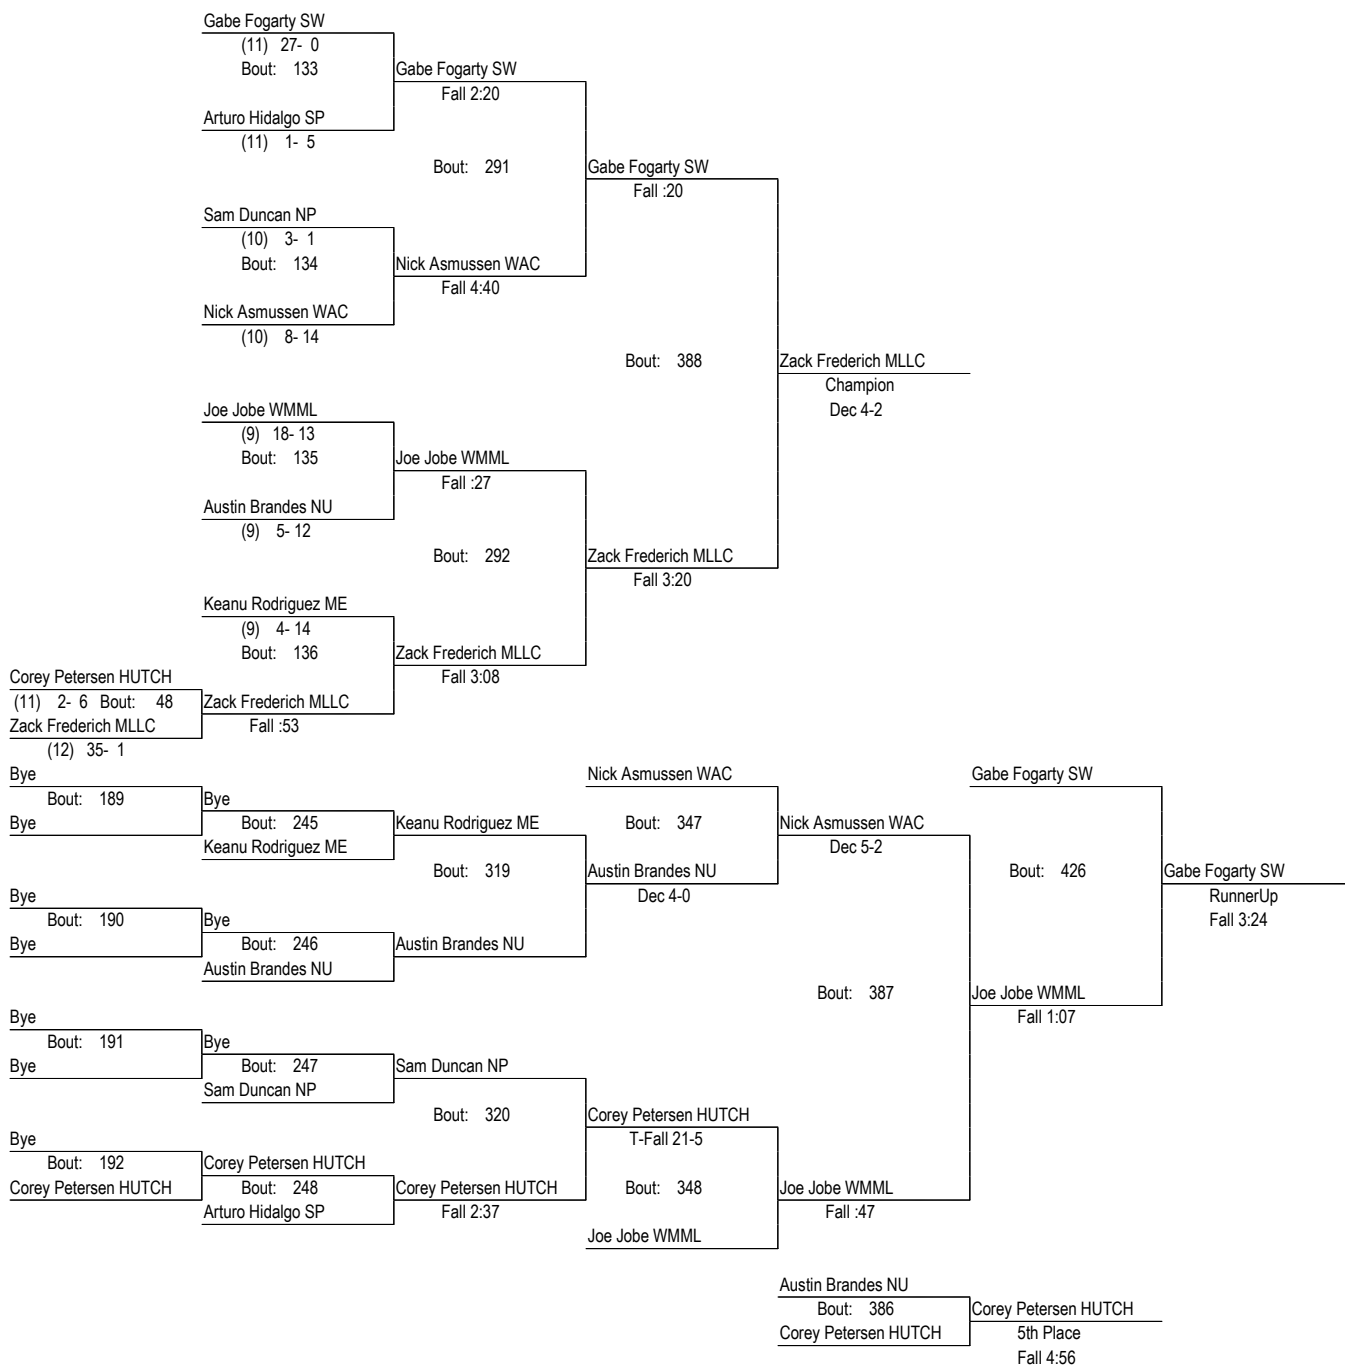 Gabe Fogarty SW
(11) 27- 0
Bout: 133
Gabe Fogarty SW
Fall 2:20
Arturo Hidalgo SP
(11) 1- 5
Bout: 291
Gabe Fogarty SW
Fall :20
Sam Duncan NP
(10) 3- 1
Bout: 134
Nick Asmussen WAC
Fall 4:40
Nick Asmussen WAC
(10) 8- 14
Bout: 388
Zack Frederich MLLC
Champion
Dec 4-2
Joe Jobe WMML
(9) 18- 13
Bout: 135
Joe Jobe WMML
Fall :27
Austin Brandes NU
(9) 5- 12
Bout: 292
Zack Frederich MLLC
Fall 3:20
Keanu Rodriguez ME
(9) 4- 14
Bout: 136
Zack Frederich MLLC
Fall 3:08
Corey Petersen HUTCH
(11) 2- 6 Bout: 48
Zack Frederich MLLC
Fall :53
Zack Frederich MLLC
(12) 35- 1
Bye
Bout: 189
Bye
Bye
Bout: 245
Keanu Rodriguez ME
Keanu Rodriguez ME
Nick Asmussen WAC
Bout: 347
Nick Asmussen WAC
Dec 5-2
Gabe Fogarty SW
Bout: 319
Austin Brandes NU
Dec 4-0
Bout: 426
Gabe Fogarty SW
RunnerUp
Fall 3:24
Bye
Bout: 190
Bye
Bye
Bout: 246
Austin Brandes NU
Austin Brandes NU
Bout: 387
Joe Jobe WMML
Fall 1:07
Bye
Bout: 191
Bye
Bye
Bout: 247
Sam Duncan NP
Sam Duncan NP
Bout: 320
Corey Petersen HUTCH
T-Fall 21-5
Bye
Bout: 192
Corey Petersen HUTCH
Corey Petersen HUTCH
Bout: 248
Arturo Hidalgo SP
Corey Petersen HUTCH
Fall 2:37
Bout: 348
Joe Jobe WMML
Fall :47
Joe Jobe WMML
Austin Brandes NU
Bout: 386
Corey Petersen HUTCH
Corey Petersen HUTCH
5th Place
Fall 4:56